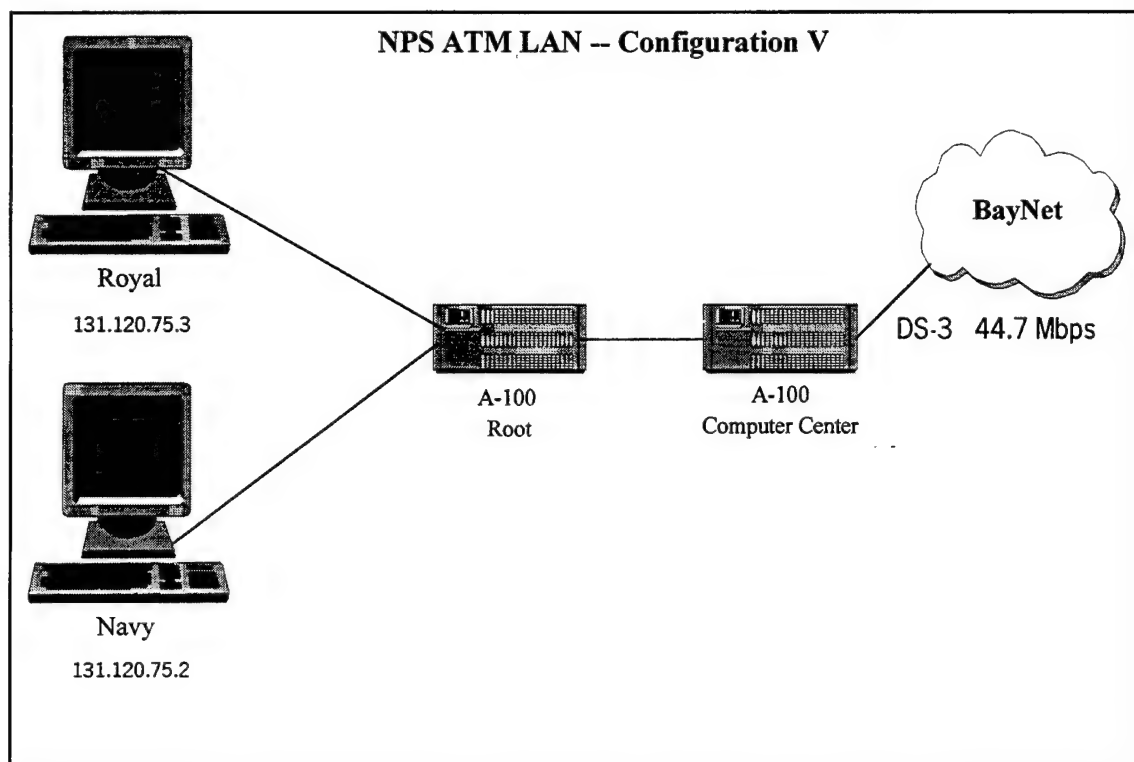 NPS ATM LAN -- Configuration V
Royal
131.120.75.3
Navy
131.120.75.2
A-100
Root
A-100
Computer Center
BayNet
DS-3 44.7 Mbps